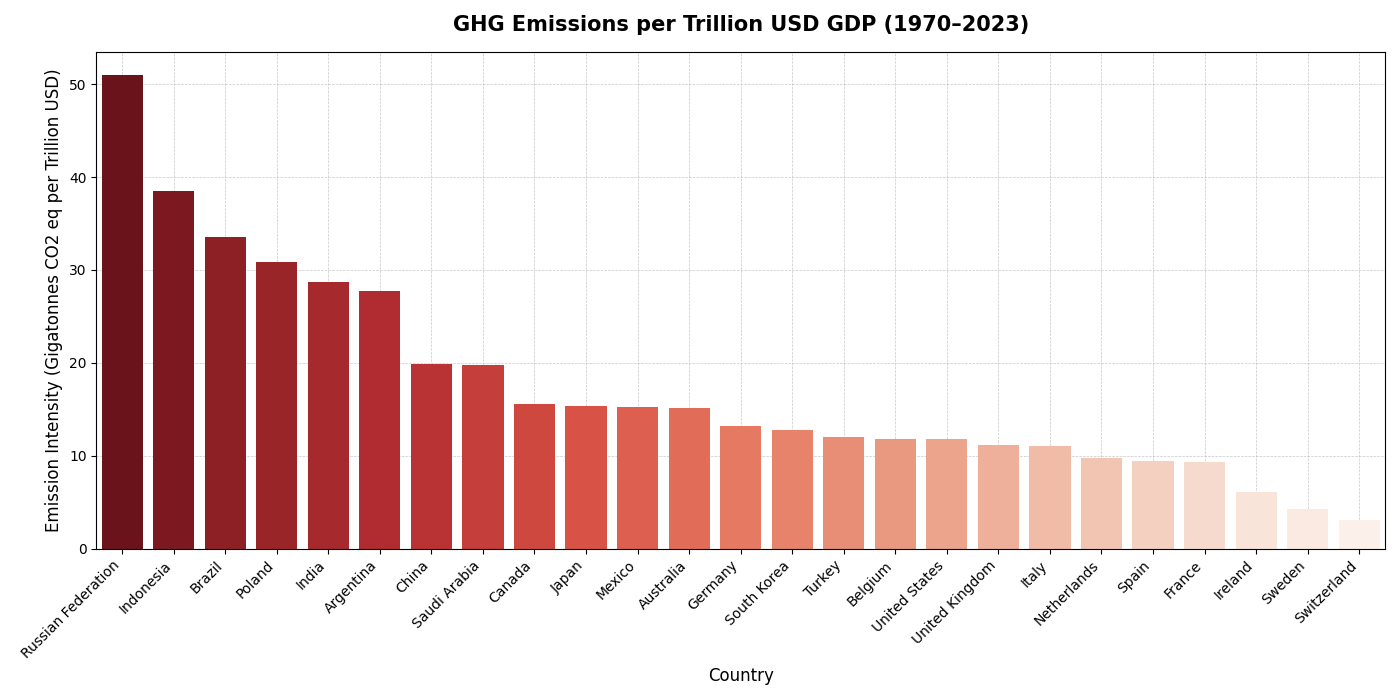 GHG Emissions per Trillion USD GDP (1970–2023)
Emission Intensity (Gigatonnes CO2 eq per Trillion USD)
50
40
30
20
10
0
Russian Federation
Indonesia
Brazil
Poland
India
Argentina
China
Saudi Arabia
Canada
Japan
Mexico
Australia
Germany
South Korea
Turkey
Belgium
United States
United Kingdom
Italy
Netherlands
Spain
France
Ireland
Sweden
Switzerland
Country